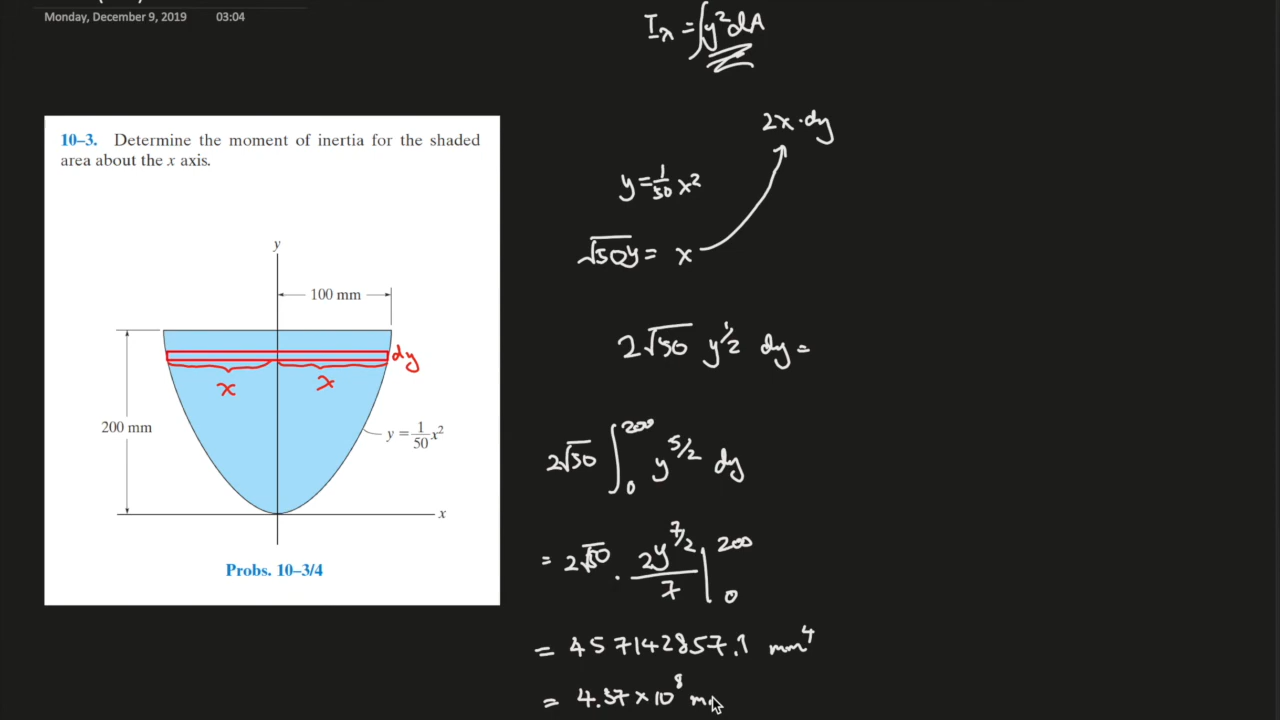 Monday, December 9, 2019 03:04
Iₓ = ∫y²dA
2x·dy
10–3. Determine the moment of inertia for the shaded
area about the x axis.
y = 1/50 x²
√50y = x
y
100 mm
2√50 y^1/2 dy =
dy
x x
200 mm
y = 1/50 x²
2√50 ∫₀²⁰⁰ y^5/2 dy
x
= 2√50 · 2y^7/2 / 7 |₀²⁰⁰
Probs. 10–3/4
= 457142857.1 mm⁴
= 4.57 × 10⁸ mm